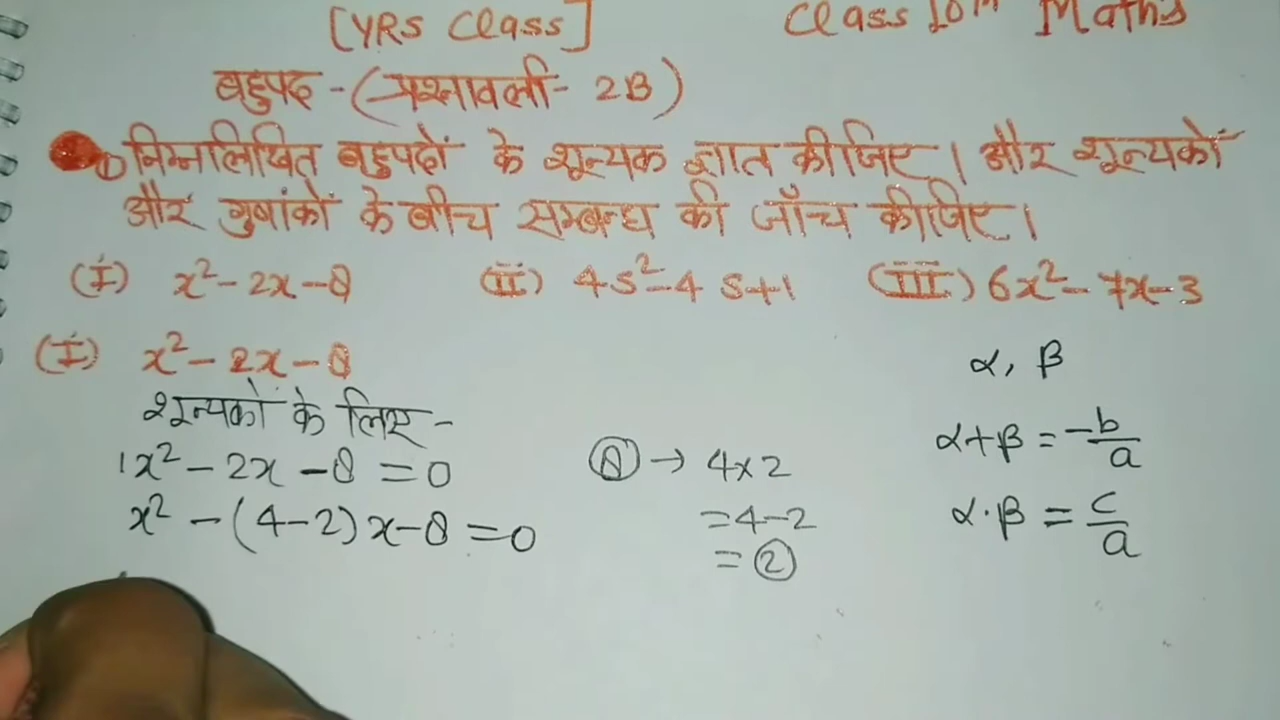 [YRS Class] Class 10th Maths
बहुपद - (प्रश्नावली- 2B)
① निम्नलिखित बहुपदों के शून्यक ज्ञात कीजिए। और शून्यकों
और गुणांकों के बीच सम्बन्ध की जाँच कीजिए।
(I) x² - 2x - 8 (II) 4s² - 4s + 1 (III) 6x² - 7x - 3
(I) x² - 2x - 8
शून्यकों के लिए -
1x² - 2x - 8 = 0
x² - (4-2)x - 8 = 0
⑧ → 4×2
= 4-2
= ②
α, β
α+β = -b/a
α·β = c/a